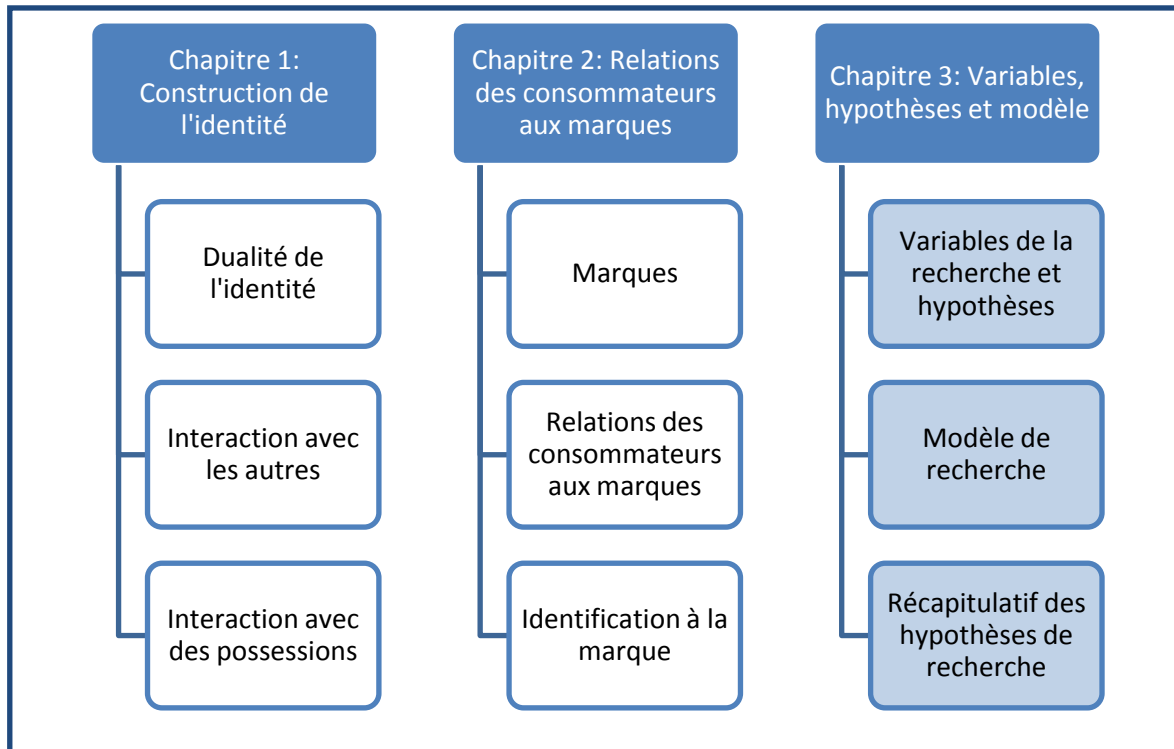 Chapitre 1:
Construction de
l'identité
Dualité de
l'identité
Interaction avec
les autres
Interaction avec
des possessions
Chapitre 2: Relations
des consommateurs
aux marques
Marques
Relations des
consommateurs
aux marques
Identification à la
marque
Chapitre 3: Variables,
hypothèses et modèle
Variables de la
recherche et
hypothèses
Modèle de
recherche
Récapitulatif des
hypothèses de
recherche